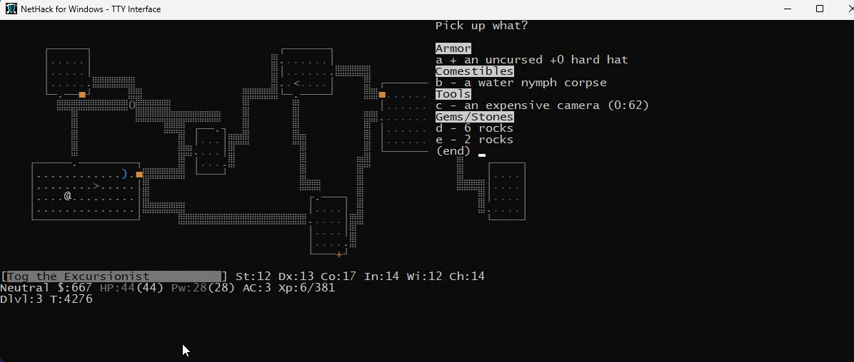 NetHack for Windows - TTY Interface
Pick up what?
Armor
a + an uncursed +0 hard hat
Comestibles
b - a water nymph corpse
Tools
c - an expensive camera (0:62)
Gems/Stones
d - 6 rocks
e - 2 rocks
(end)
[Tog the Excursionist ] St:12 Dx:13 Co:17 In:14 Wi:12 Ch:14
Neutral $:667 HP:44(44) Pw:28(28) AC:3 Xp:6/381
Dlvl:3 T:4276